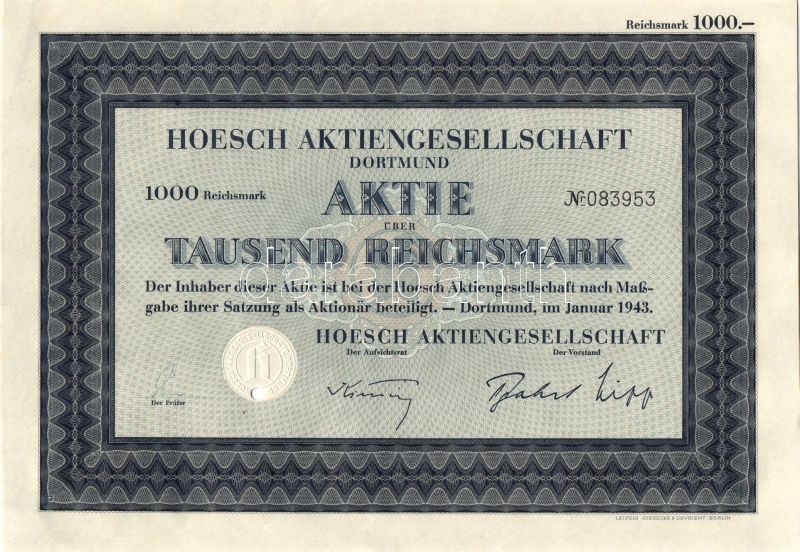 Reichsmark 1000.—
HOESCH AKTIENGESELLSCHAFT
DORTMUND
1000 Reichsmark
AKTIE
№ 083953
ÜBER
TAUSEND REICHSMARK
darabanth
Der Inhaber dieser Aktie ist bei der Hoesch Aktiengesellschaft nach Maß-
gabe ihrer Satzung als Aktionär beteiligt. — Dortmund, im Januar 1943.
HOESCH AKTIENGESELLSCHAFT
Der Aufsichtsrat
Der Vorstand
Der Prüfer
LEIPZIG · GIESECKE & DEVRIENT · BERLIN